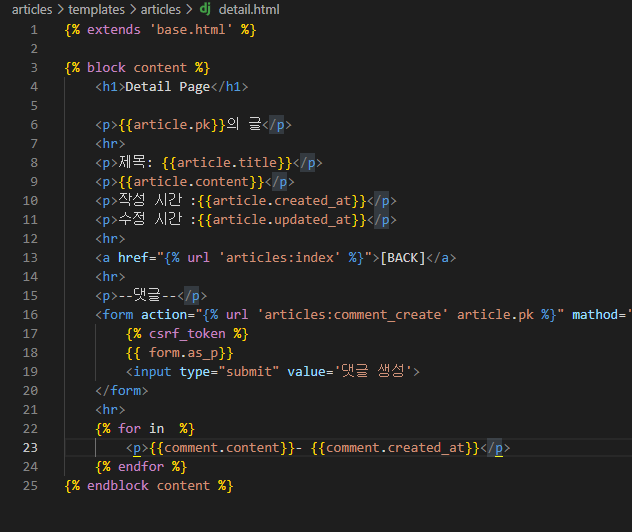 articles > templates > articles > dj detail.html
1 {% extends 'base.html' %}
2
3 {% block content %}
4 <h1>Detail Page</h1>
5
6 <p>{{article.pk}}의 글</p>
7 <hr>
8 <p>제목: {{article.title}}</p>
9 <p>{{article.content}}</p>
10 <p>작성 시간 :{{article.created_at}}</p>
11 <p>수정 시간 :{{article.updated_at}}</p>
12 <hr>
13 <a href="{% url 'articles:index' %}">[BACK]</a>
14 <hr>
15 <p>--댓글--</p>
16 <form action="{% url 'articles:comment_create' article.pk %}" mathod='
17 {% csrf_token %}
18 {{ form.as_p}}
19 <input type="submit" value='댓글 생성'>
20 </form>
21 <hr>
22 {% for in  %}
23 <p>{{comment.content}}- {{comment.created_at}}</p>
24 {% endfor %}
25 {% endblock content %}